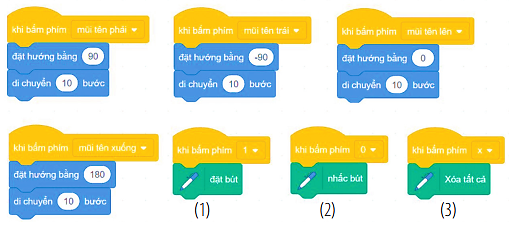 khi bấm phím mũi tên phải
đặt hướng bằng 90
di chuyển 10 bước
khi bấm phím mũi tên trái
đặt hướng bằng -90
di chuyển 10 bước
khi bấm phím mũi tên lên
đặt hướng bằng 0
di chuyển 10 bước
khi bấm phím mũi tên xuống
đặt hướng bằng 180
di chuyển 10 bước
khi bấm phím 1
đặt bút
(1)
khi bấm phím 0
nhấc bút
(2)
khi bấm phím x
Xóa tất cả
(3)